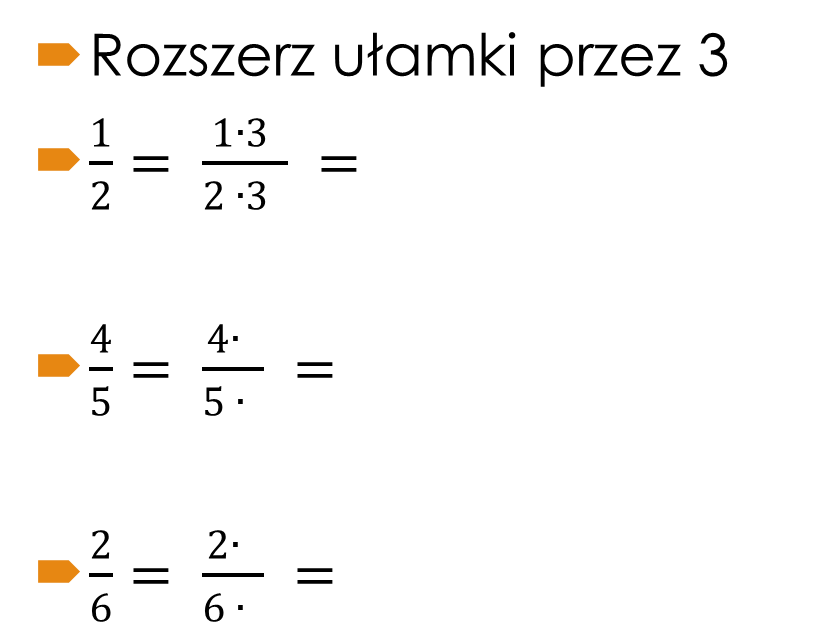 Rozszerz ułamki przez 3
1/2 = 1·3/2 ·3 =
4/5 = 4·/5 · =
2/6 = 2·/6 · =